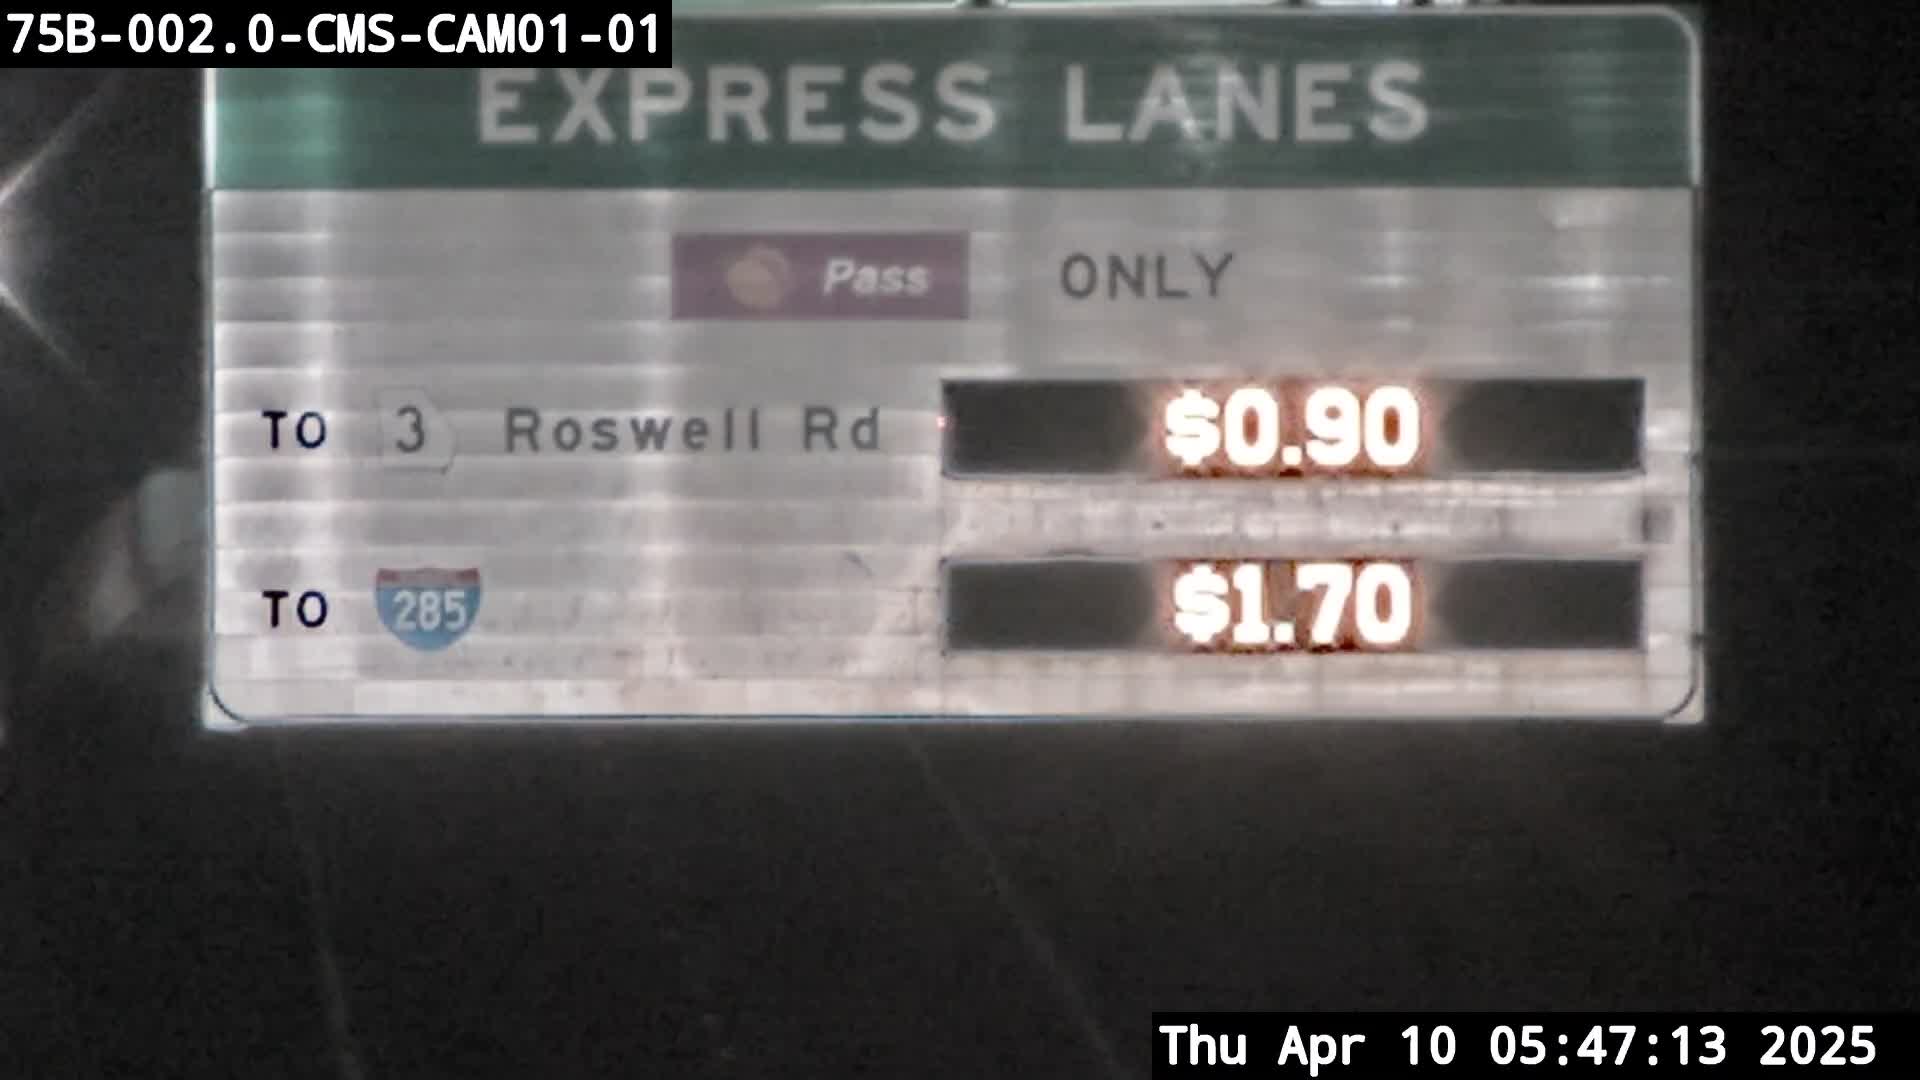 75B-002.0-CMS-CAM01-01
EXPRESS LANES
Pass ONLY
TO 3 Roswell Rd $0.90
TO 285 $1.70
Thu Apr 10 05:47:13 2025